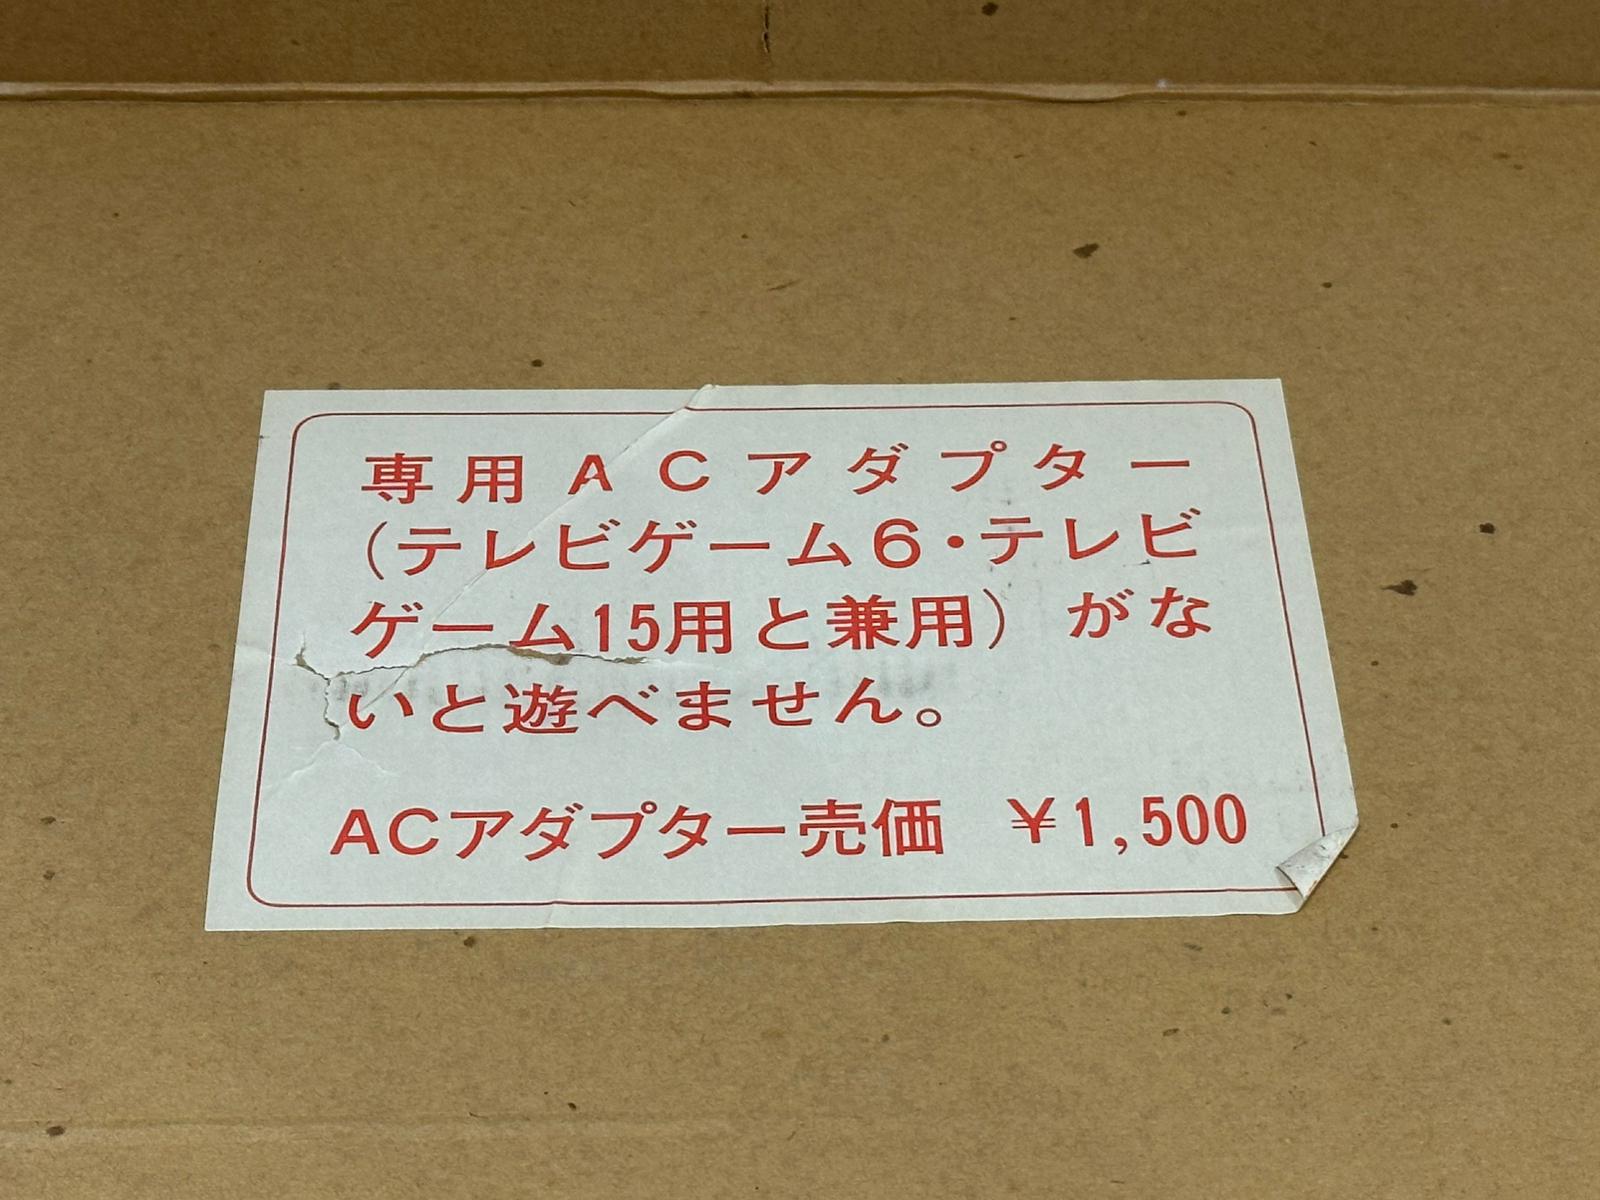 専用ACアダプター
（テレビゲーム6・テレビ
ゲーム15用と兼用）がな
いと遊べません。
ACアダプター売価　¥1,500